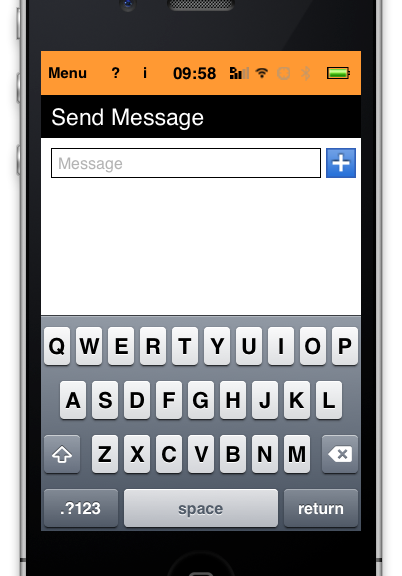 Menu ? i 09:58
Send Message
Message
Q W E R T Y U I O P
A S D F G H J K L
Z X C V B N M
.?123 space return